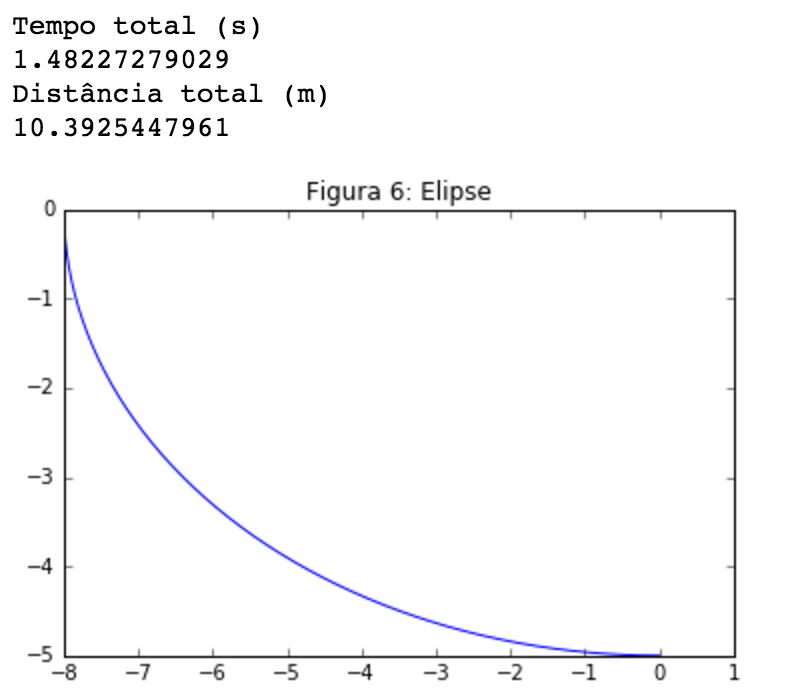 Tempo total (s)
1.48227279029
Distância total (m)
10.3925447961
Figura 6: Elipse
0
−1
−2
−3
−4
−5
−8 −7 −6 −5 −4 −3 −2 −1 0 1